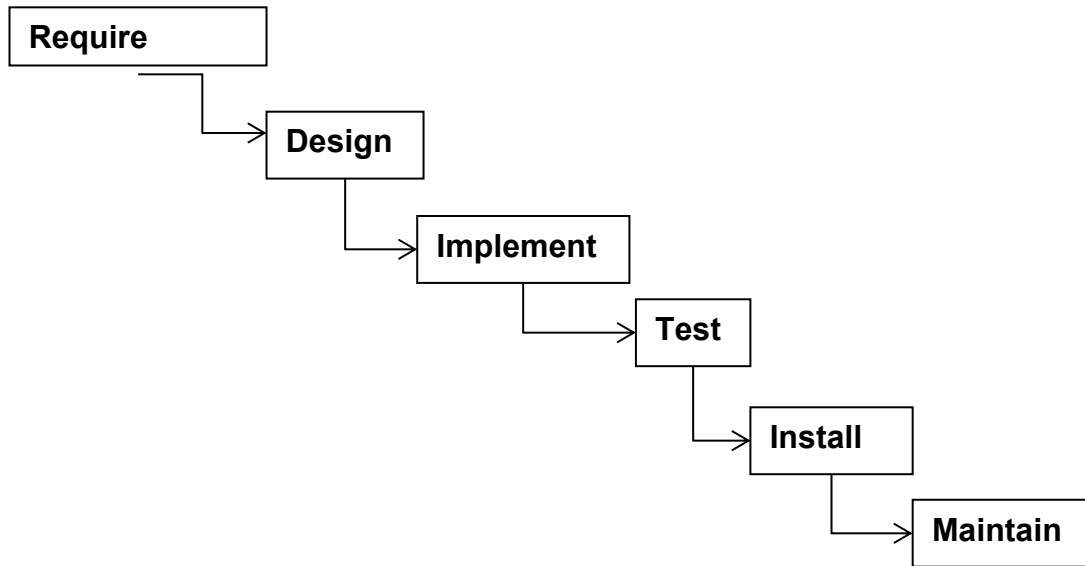 Require
Design
Implement
Test
Install
Maintain